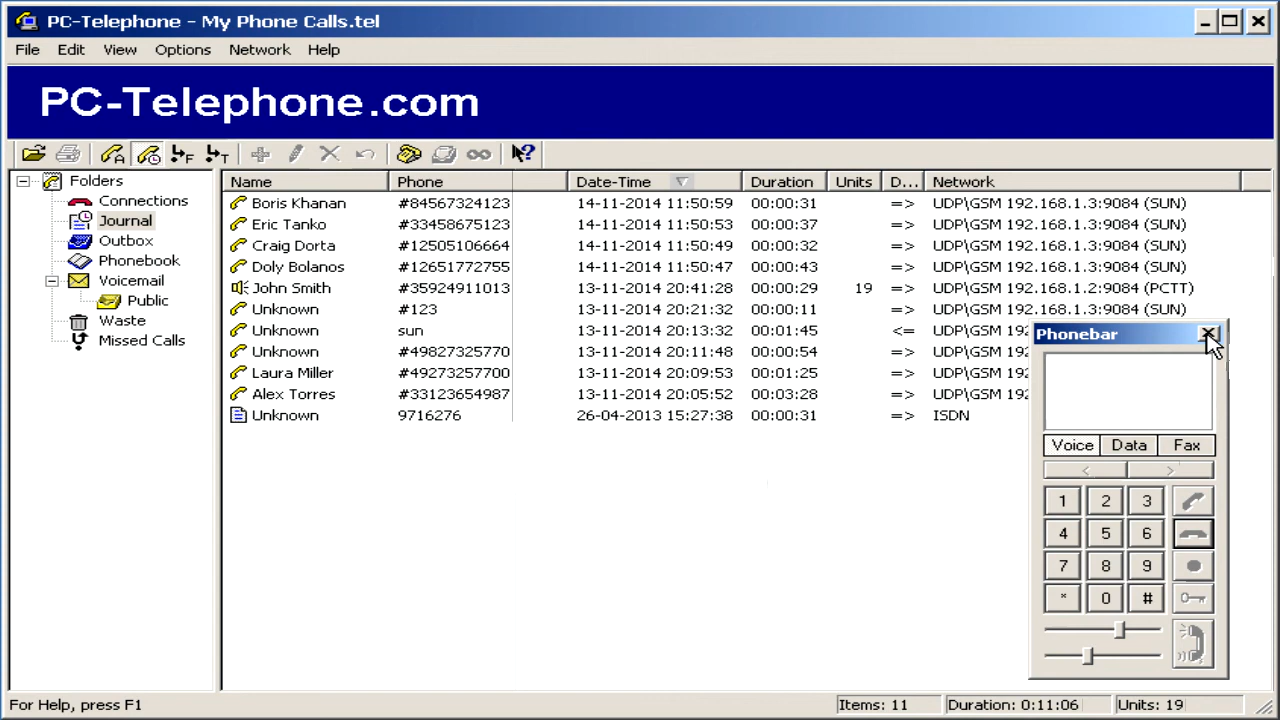 PC-Telephone - My Phone Calls.tel
File Edit View Options Network Help
PC-Telephone.com
Folders
Connections
Journal
Outbox
Phonebook
Voicemail
Public
Waste
Missed Calls
Name Phone Date-Time Duration Units D... Network
Boris Khanan #84567324123 14-11-2014 11:50:59 00:00:31 => UDP\GSM 192.168.1.3:9084 (SUN)
Eric Tanko #33458675123 14-11-2014 11:50:53 00:00:37 => UDP\GSM 192.168.1.3:9084 (SUN)
Craig Dorta #12505106664 14-11-2014 11:50:49 00:00:32 => UDP\GSM 192.168.1.3:9084 (SUN)
Doly Bolanos #12651772755 14-11-2014 11:50:47 00:00:43 => UDP\GSM 192.168.1.3:9084 (SUN)
John Smith #35924911013 13-11-2014 20:41:28 00:00:29 19 => UDP\GSM 192.168.1.2:9084 (PCTT)
Unknown #123 13-11-2014 20:21:32 00:00:11 => UDP\GSM 192.168.1.3:9084 (SUN)
Unknown sun 13-11-2014 20:13:32 00:01:45 <= UDP\GSM 192
Unknown #49827325770 13-11-2014 20:11:48 00:00:54 => UDP\GSM 192
Laura Miller #49273257700 13-11-2014 20:09:53 00:01:25 => UDP\GSM 192
Alex Torres #33123654987 13-11-2014 20:05:52 00:03:28 => UDP\GSM 192
Unknown 9716276 26-04-2013 15:27:38 00:00:31 => ISDN
Phonebar
Voice Data Fax
< >
1 2 3
4 5 6
7 8 9
* 0 #
For Help, press F1
Items: 11 Duration: 0:11:06 Units: 19